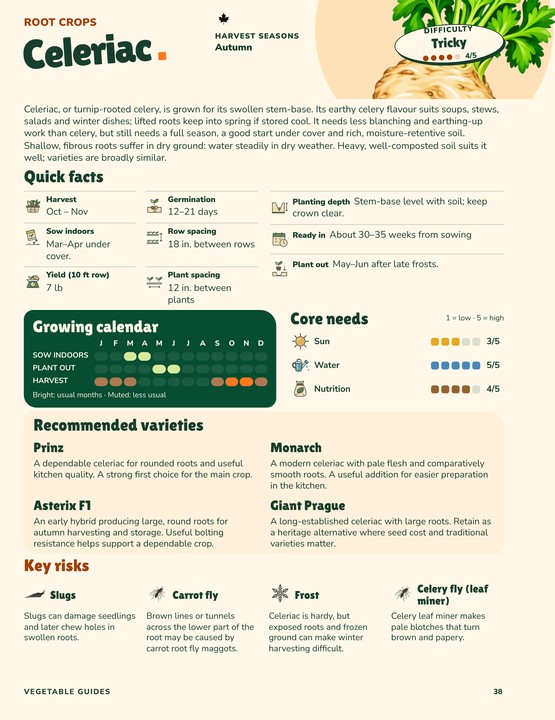 ROOT CROPS
Celeriac.
HARVEST SEASONS
Autumn
DIFFICULTY
Tricky
4/5
Celeriac, or turnip-rooted celery, is grown for its swollen stem-base. Its earthy celery flavour suits soups, stews,
salads and winter dishes; lifted roots keep into spring if stored cool. It needs less blanching and earthing-up
work than celery, but still needs a full season, a good start under cover and rich, moisture-retentive soil.
Shallow, fibrous roots suffer in dry ground: water steadily in dry weather. Heavy, well-composted soil suits it
well; varieties are broadly similar.
Quick facts
Harvest
Oct – Nov
Germination
12–21 days
Planting depth Stem-base level with soil; keep
crown clear.
Sow indoors
Mar–Apr under
cover.
Row spacing
18 in. between rows
Ready in About 30–35 weeks from sowing
Yield (10 ft row)
7 lb
Plant spacing
12 in. between
plants
Plant out May–Jun after late frosts.
Growing calendar
J F M A M J J A S O N D
SOW INDOORS
PLANT OUT
HARVEST
Bright: usual months · Muted: less usual
Core needs
1 = low · 5 = high
Sun 3/5
Water 5/5
Nutrition 4/5
Recommended varieties
Prinz
A dependable celeriac for rounded roots and useful
kitchen quality. A strong first choice for the main crop.
Monarch
A modern celeriac with pale flesh and comparatively
smooth roots. A useful addition for easier preparation
in the kitchen.
Asterix F1
An early hybrid producing large, round roots for
autumn harvesting and storage. Useful bolting
resistance helps support a dependable crop.
Giant Prague
A long-established celeriac with large roots. Retain as
a heritage alternative where seed cost and traditional
varieties matter.
Key risks
Slugs
Slugs can damage seedlings
and later chew holes in
swollen roots.
Carrot fly
Brown lines or tunnels
across the lower part of the
root may be caused by
carrot root fly maggots.
Frost
Celeriac is hardy, but
exposed roots and frozen
ground can make winter
harvesting difficult.
Celery fly (leaf
miner)
Celery leaf miner makes
pale blotches that turn
brown and papery.
VEGETABLE GUIDES
38